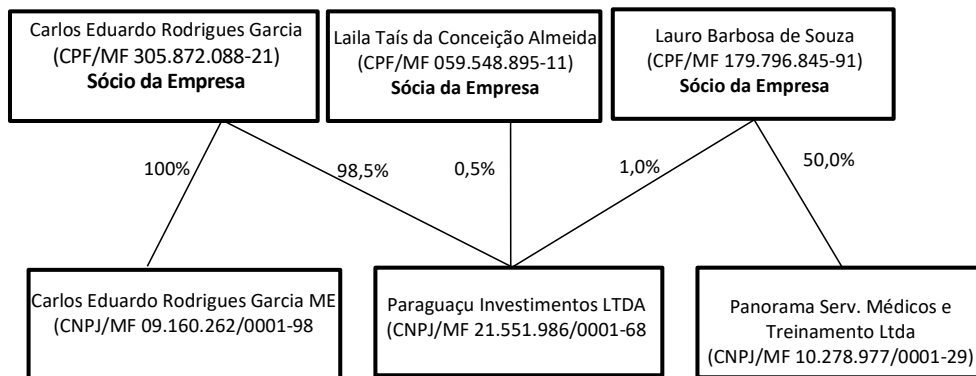 Carlos Eduardo Rodrigues Garcia
(CPF/MF 305.872.088-21)
Sócio da Empresa
Laila Taís da Conceição Almeida
(CPF/MF 059.548.895-11)
Sócia da Empresa
Lauro Barbosa de Souza
(CPF/MF 179.796.845-91)
Sócio da Empresa
100%
98,5%
0,5%
1,0%
50,0%
Carlos Eduardo Rodrigues Garcia ME
(CNPJ/MF 09.160.262/0001-98
Paraguaçu Investimentos LTDA
(CNPJ/MF 21.551.986/0001-68
Panorama Serv. Médicos e
Treinamento Ltda
(CNPJ/MF 10.278.977/0001-29)